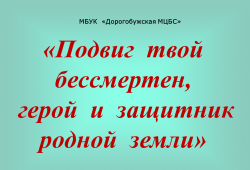 МБУК «Дорогобужская МЦБС»
«Подвиг твой
бессмертен,
герой и защитник
родной земли»